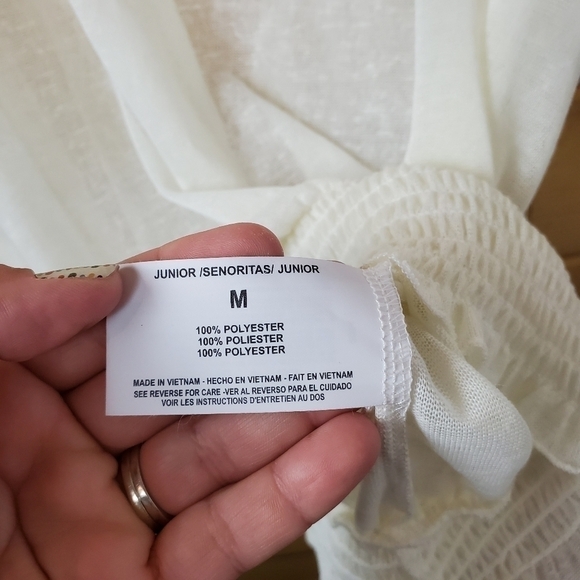 JUNIOR /SENORITAS/ JUNIOR
M
100% POLYESTER
100% POLIESTER
100% POLYESTER
MADE IN VIETNAM - HECHO EN VIETNAM - FAIT EN VIETNAM
SEE REVERSE FOR CARE -VER AL REVERSO PARA EL CUIDADO
VOIR LES INSTRUCTIONS D'ENTRETIEN AU DOS